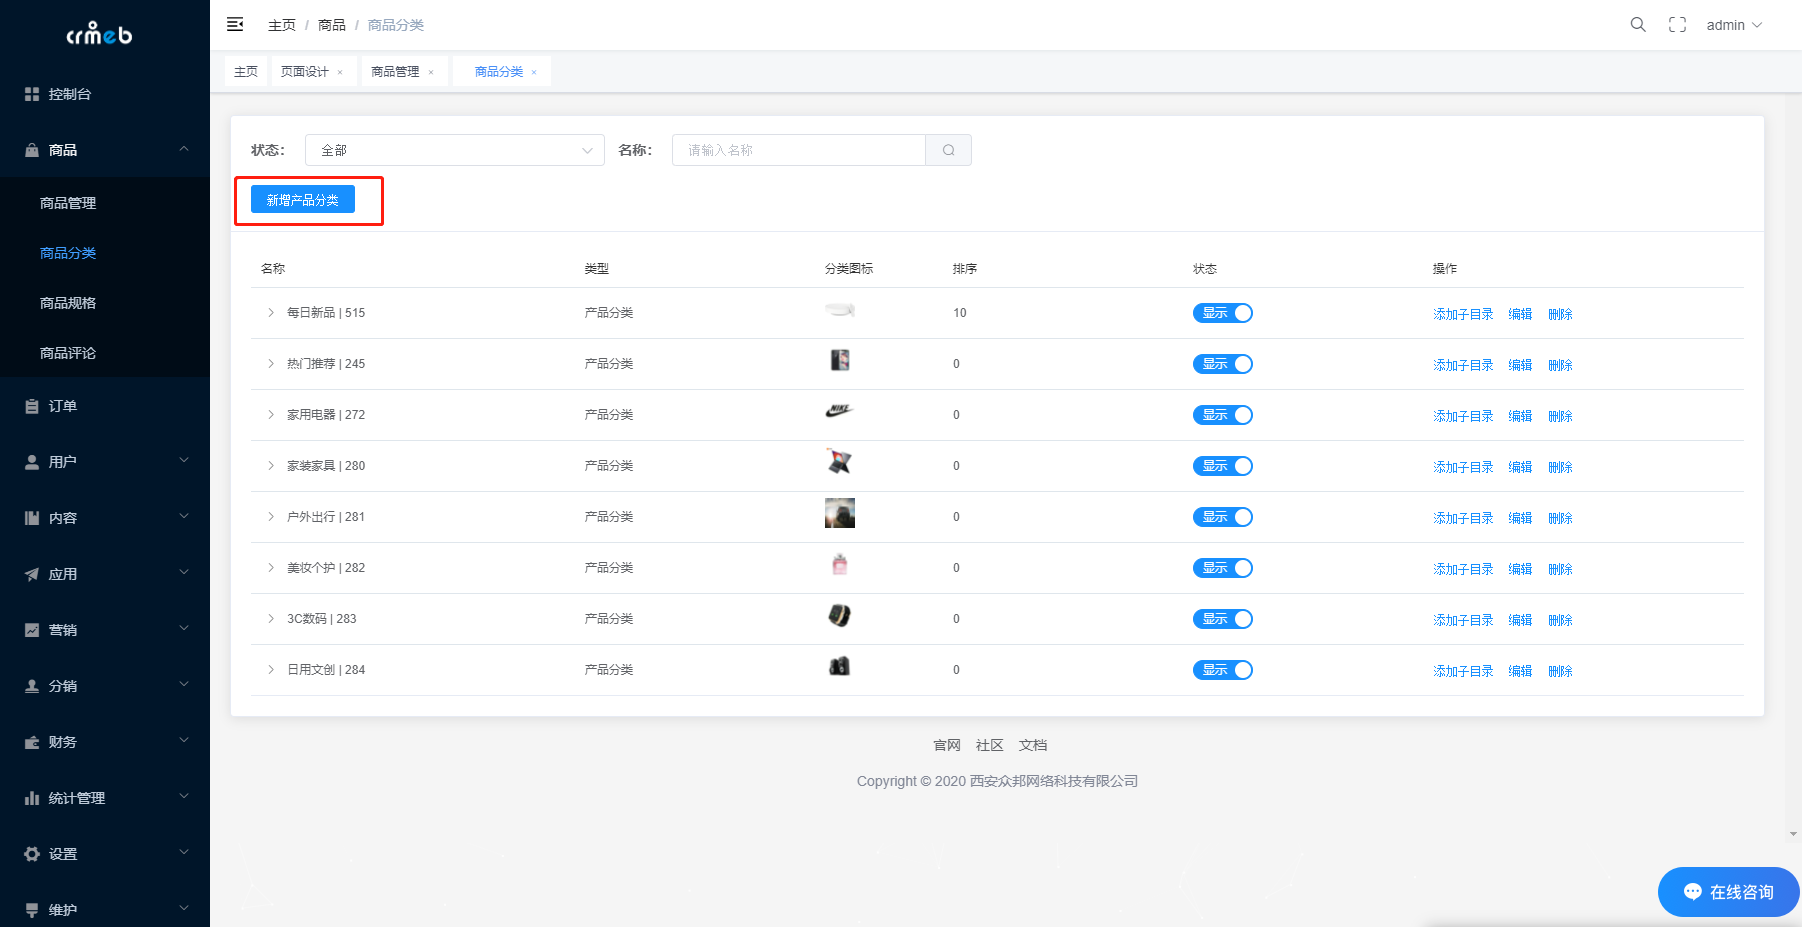 crmeb
控制台
商品
商品管理
商品分类
商品规格
商品评论
订单
用户
内容
应用
营销
分销
财务
统计管理
设置
维护
主页 / 商品 / 商品分类
admin
主页 页面设计 × 商品管理 × 商品分类 ×
状态： 全部 名称： 请输入名称
新增产品分类
名称 类型 分类图标 排序 状态 操作
每日新品 | 515 产品分类 10 显示 添加子目录 编辑 删除
热门推荐 | 245 产品分类 0 显示 添加子目录 编辑 删除
家用电器 | 272 产品分类 NIKE 0 显示 添加子目录 编辑 删除
家装家具 | 280 产品分类 0 显示 添加子目录 编辑 删除
户外出行 | 281 产品分类 0 显示 添加子目录 编辑 删除
美妆个护 | 282 产品分类 0 显示 添加子目录 编辑 删除
3C数码 | 283 产品分类 0 显示 添加子目录 编辑 删除
日用文创 | 284 产品分类 0 显示 添加子目录 编辑 删除
官网 社区 文档
Copyright © 2020 西安众邦网络科技有限公司
在线咨询